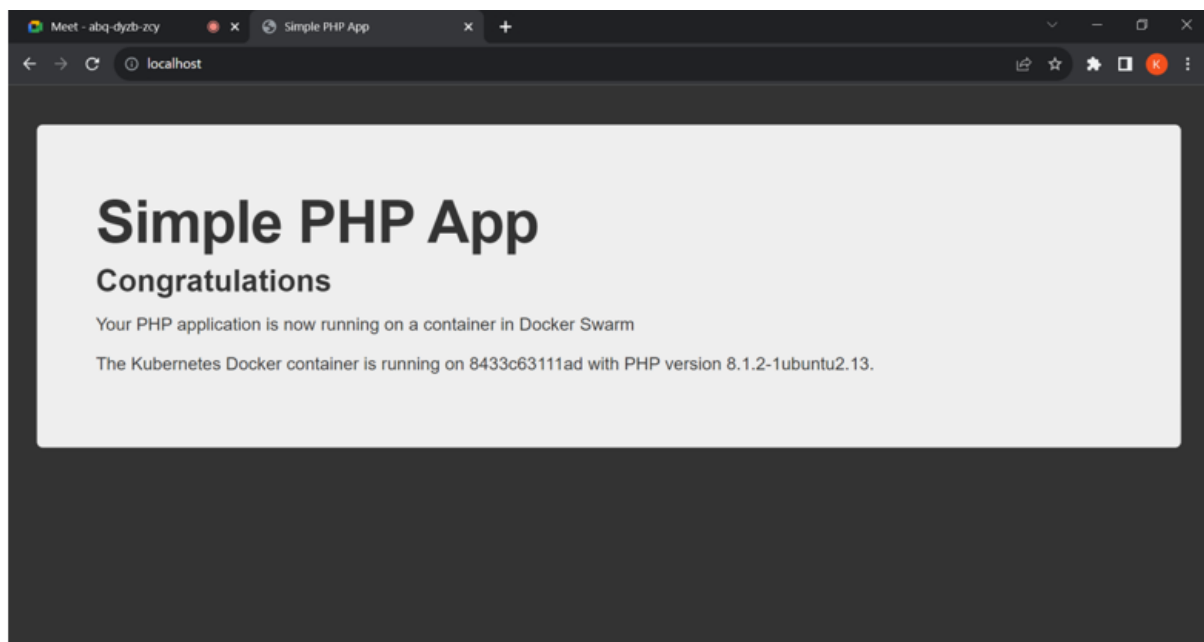 Meet - abq-dyzb-zcy
Simple PHP App
localhost
K
Simple PHP App
Congratulations
Your PHP application is now running on a container in Docker Swarm
The Kubernetes Docker container is running on 8433c63111ad with PHP version 8.1.2-1ubuntu2.13.